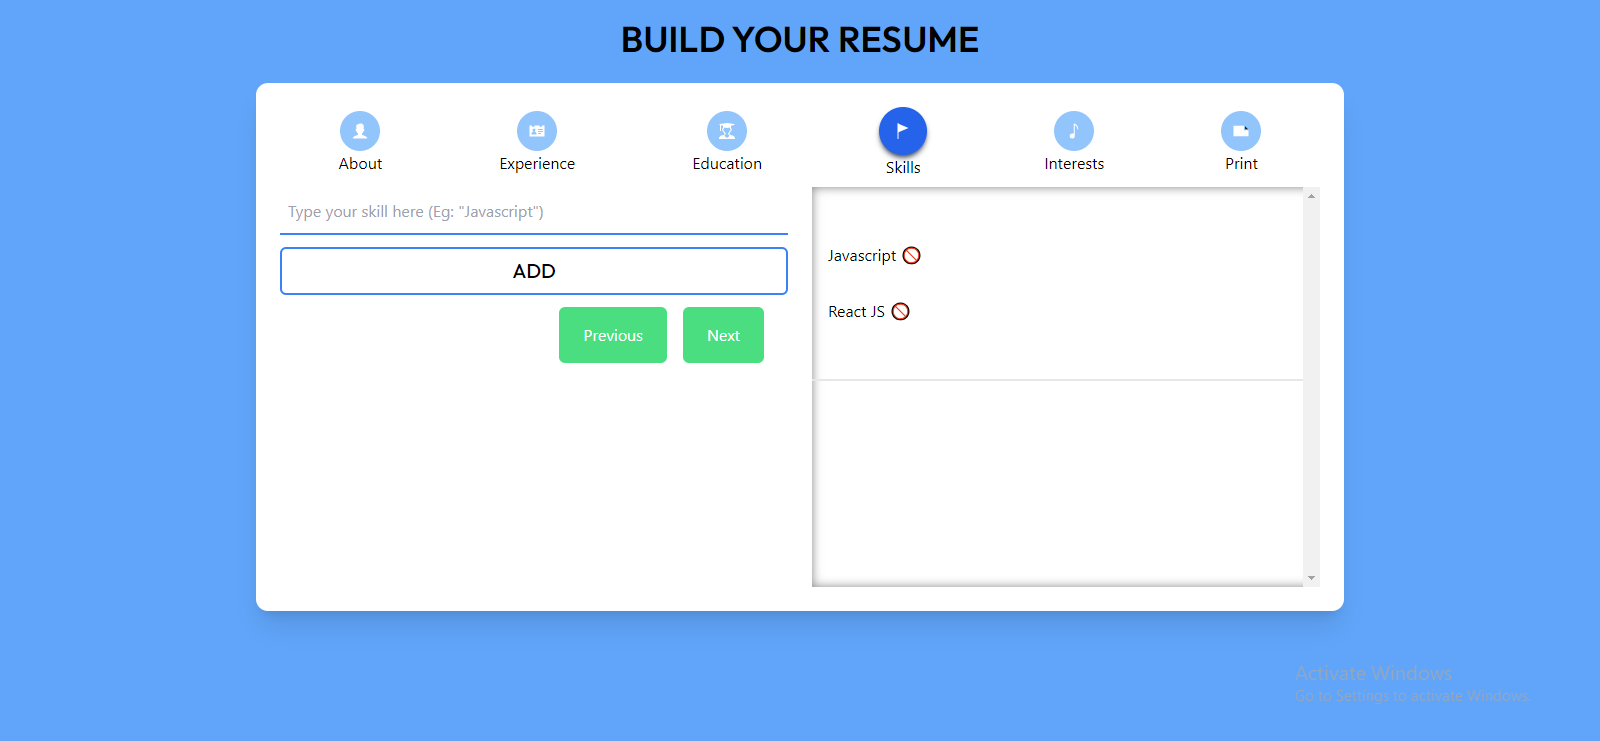 BUILD YOUR RESUME
About
Experience
Education
Skills
Interests
Print
Type your skill here (Eg: "Javascript")
ADD
Previous
Next
Javascript
React JS
Activate Windows
Go to Settings to activate Windows.